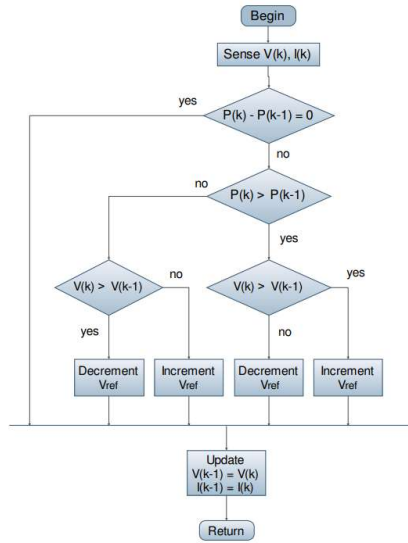 Begin
Sense V(k), I(k)
yes
P(k) - P(k-1) = 0
no
no
P(k) > P(k-1)
yes
V(k) > V(k-1)
no
V(k) > V(k-1)
yes
yes
no
Decrement
Vref
Increment
Vref
Decrement
Vref
Increment
Vref
Update
V(k-1) = V(k)
I(k-1) = I(k)
Return